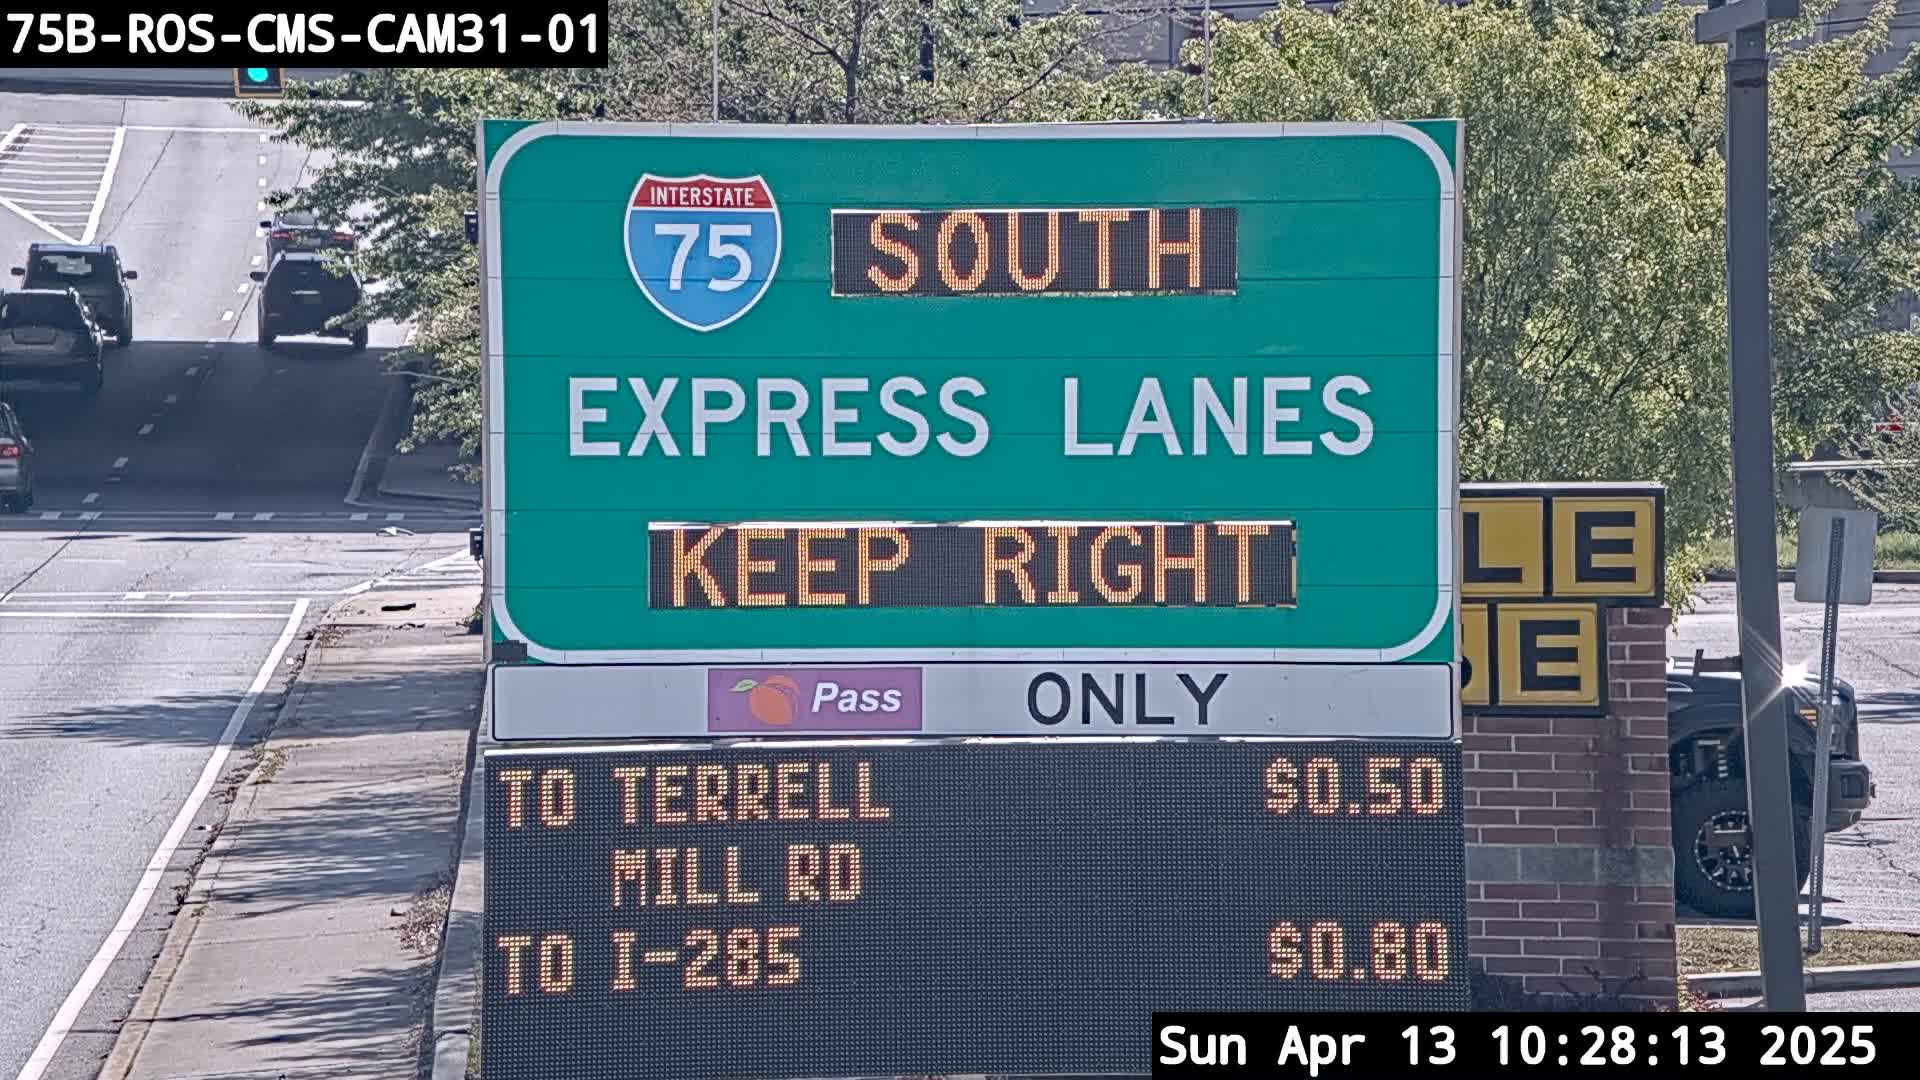 75B-ROS-CMS-CAM31-01
INTERSTATE
75
SOUTH
EXPRESS LANES
KEEP RIGHT
Pass ONLY
TO TERRELL $0.50
MILL RD
TO I-285 $0.80
LE
E
Sun Apr 13 10:28:13 2025